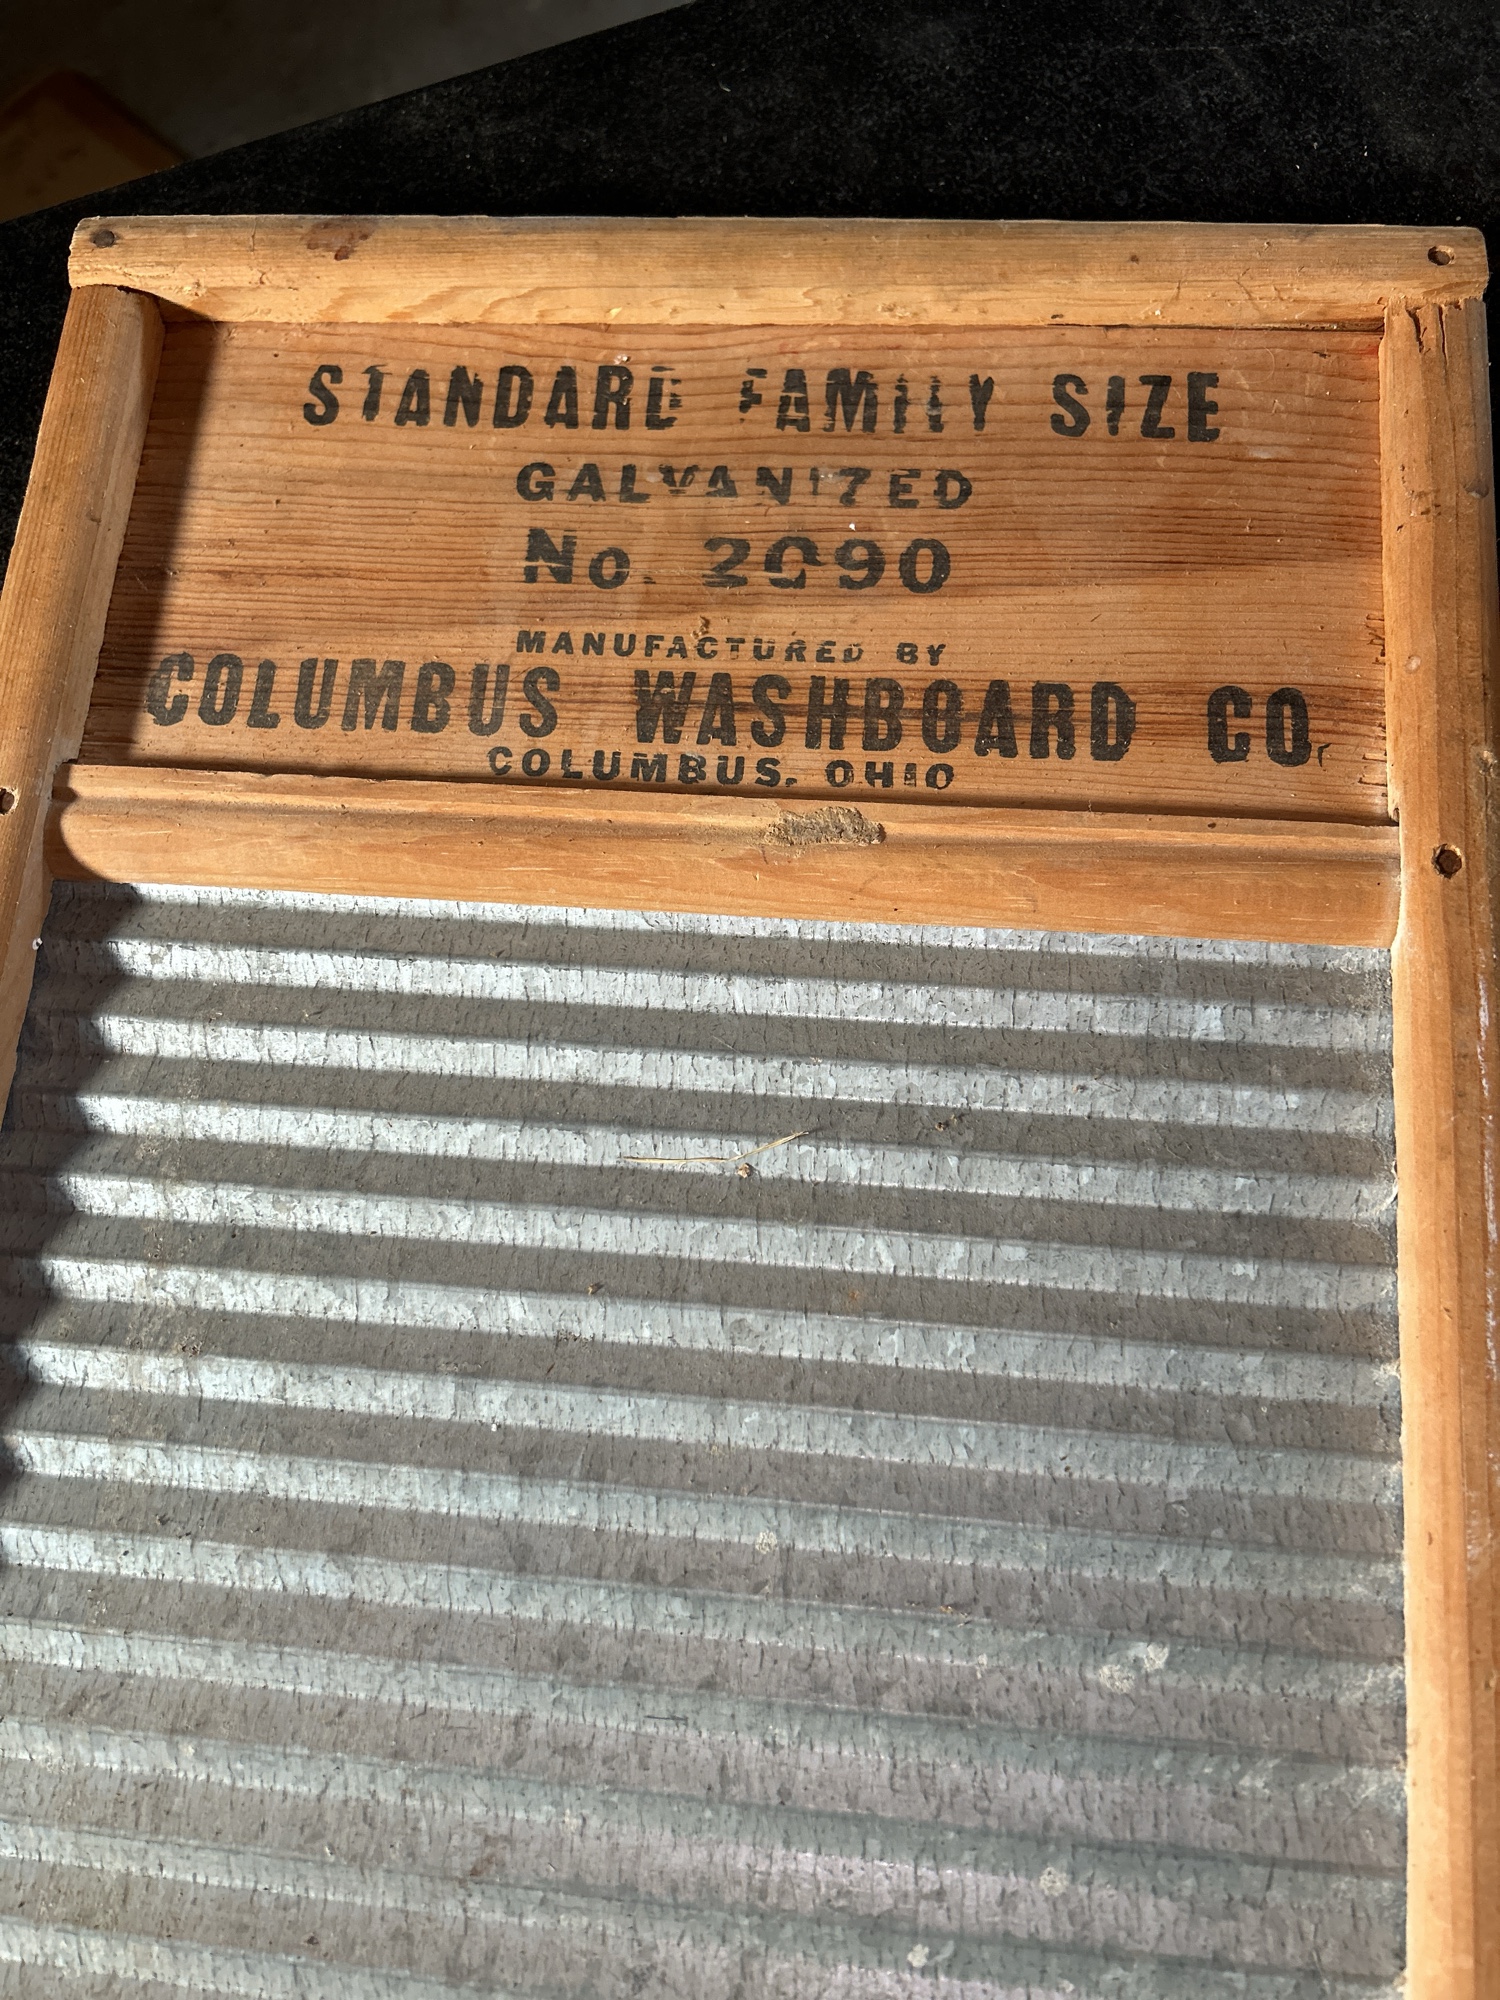 STANDARD FAMILY SIZE
GALVANIZED
No. 2090
MANUFACTURED BY
COLUMBUS WASHBOARD CO.
COLUMBUS, OHIO